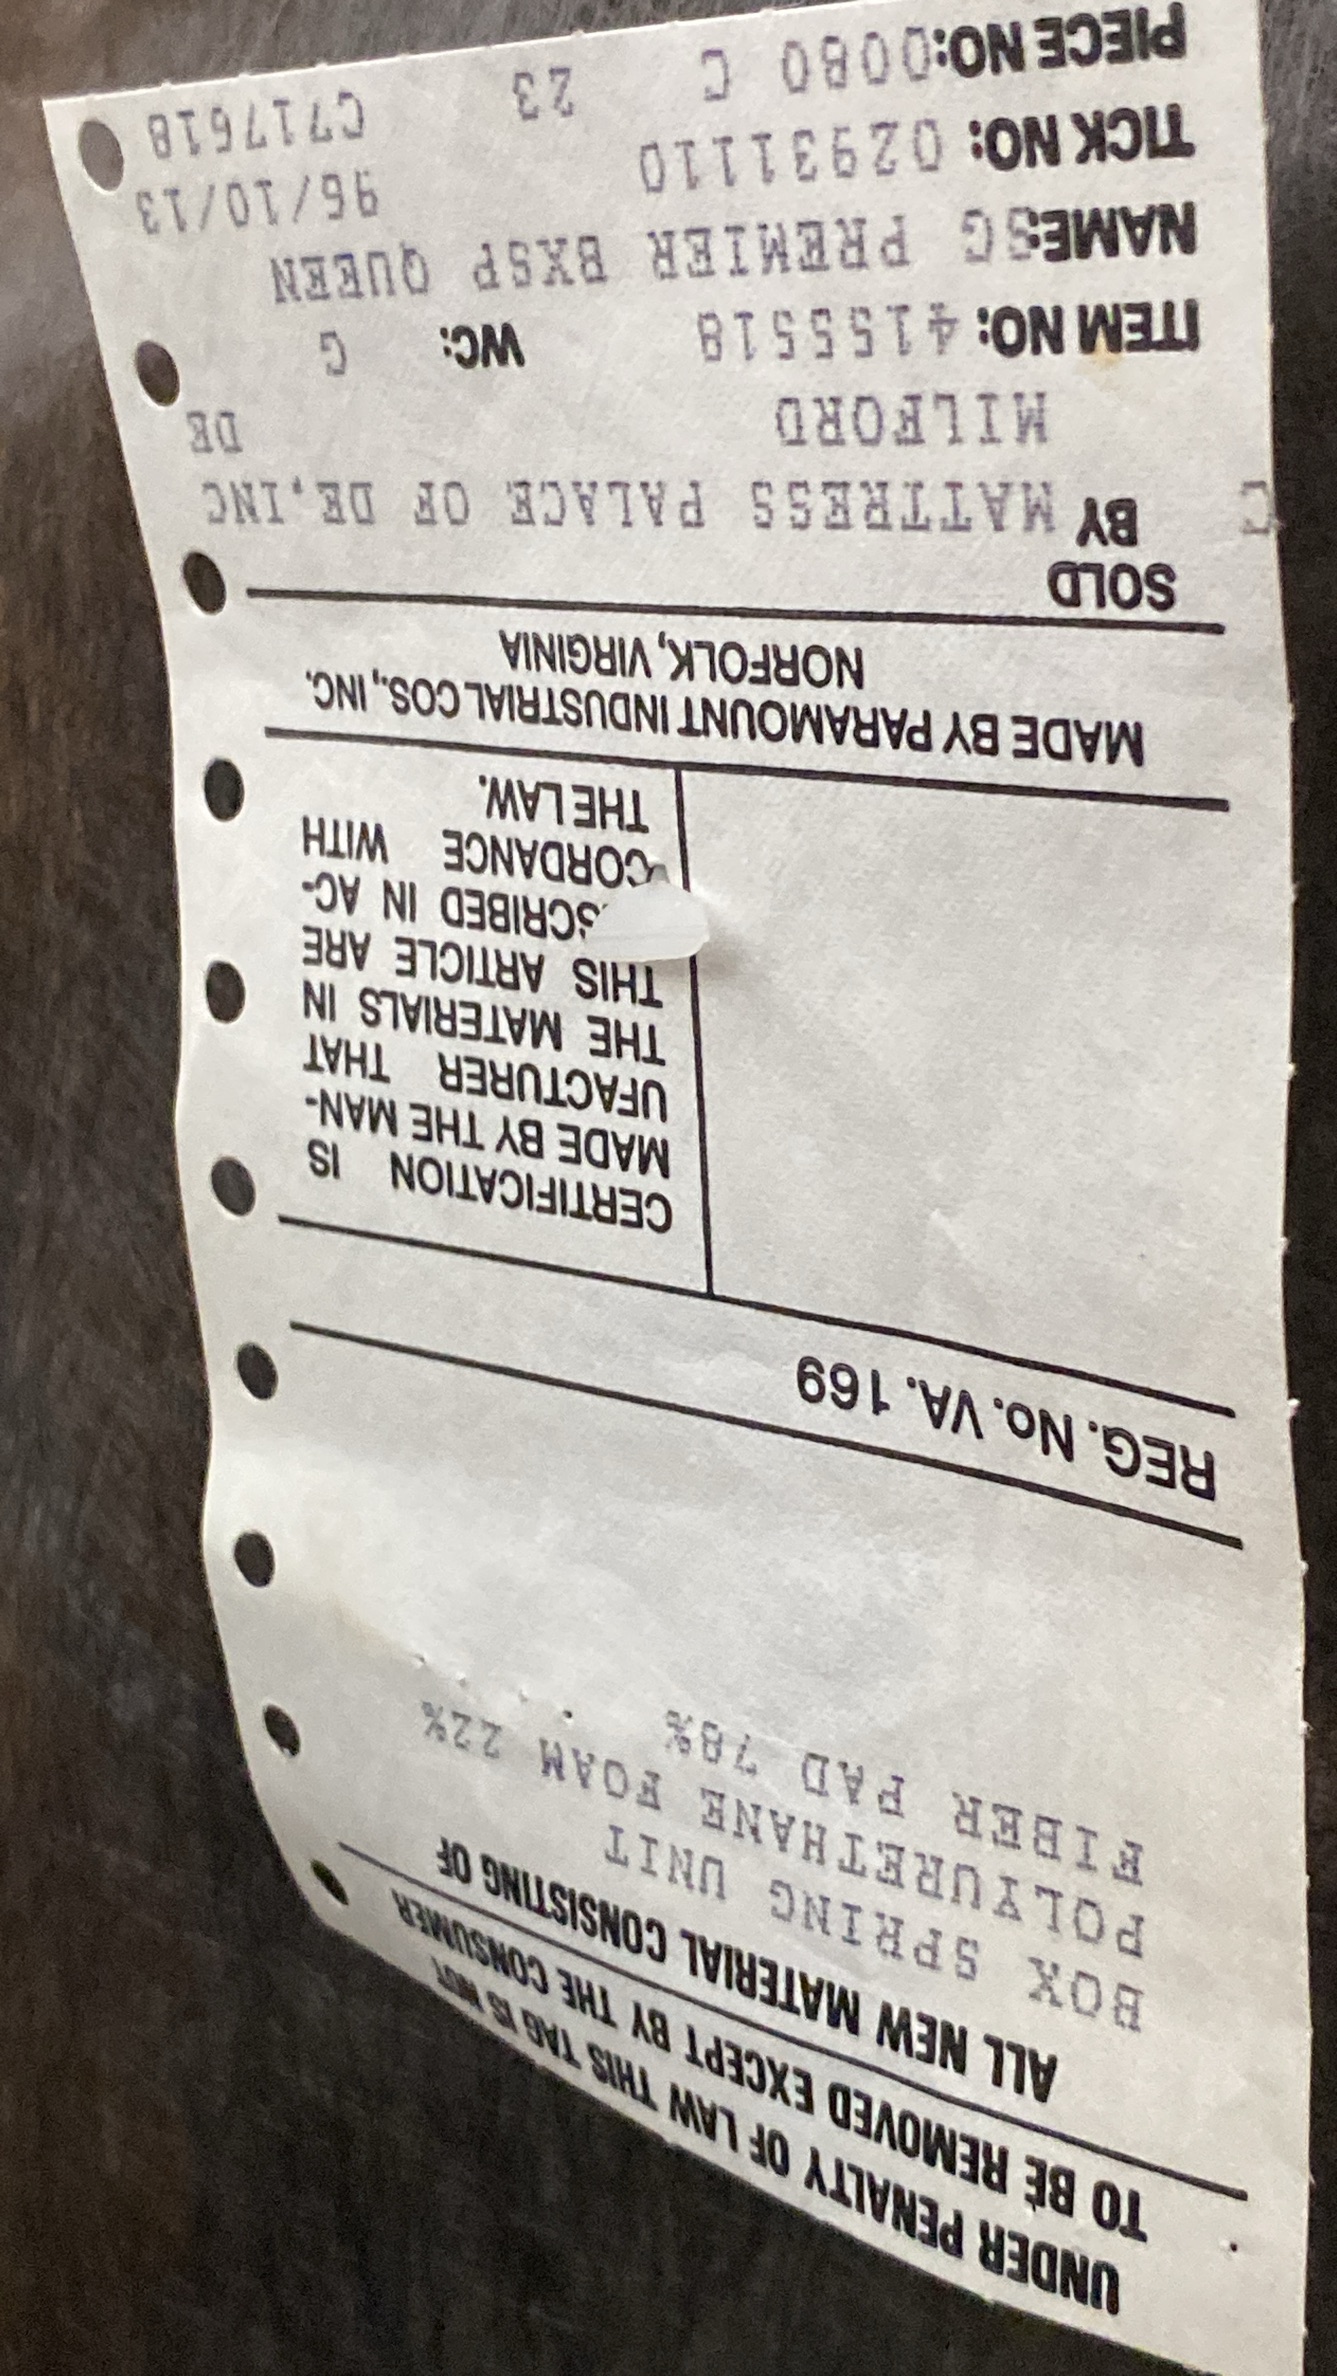 UNDER PENALTY OF LAW THIS TAG IS NOT
TO BE REMOVED EXCEPT BY THE CONSUMER
ALL NEW MATERIAL CONSISTING OF
BOX SPRING UNIT
POLYURETHANE FOAM 22%
FIBER PAD 78%
REG. No. VA. 169
CERTIFICATION IS
MADE BY THE MAN-
UFACTURER THAT
THE MATERIALS IN
THIS ARTICLE ARE
SCRIBED IN AC-
CORDANCE WITH
THE LAW.
MADE BY PARAMOUNT INDUSTRIAL COS., INC.
NORFOLK, VIRGINIA
SOLD
BY MATTRESS PALACE OF DE, INC
MILFORD DE
ITEM NO: 4155518 WC: G
NAME: SG PREMIER BXSP QUEEN
TICK NO: 02931110 96/10/13
PIECE NO: 0080 C 23 C717618